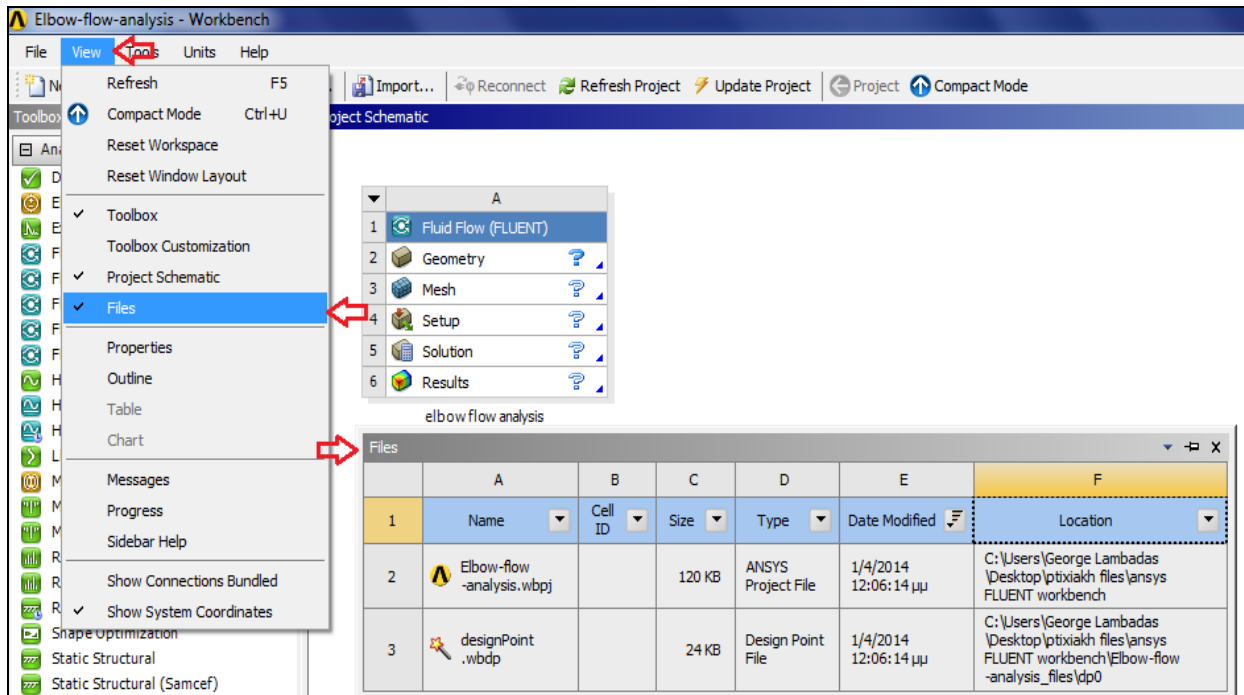 Elbow-flow-analysis - Workbench
File View Tools Units Help
Import... Reconnect Refresh Project Update Project Project Compact Mode
Refresh F5
Compact Mode Ctrl+U
Reset Workspace
Reset Window Layout
Toolbox
Toolbox Customization
Project Schematic
Files
Properties
Outline
Table
Chart
Messages
Progress
Sidebar Help
Show Connections Bundled
Show System Coordinates
Shape Optimization
Static Structural
Static Structural (Samcef)
Schematic
A
1 Fluid Flow (FLUENT)
2 Geometry
3 Mesh
4 Setup
5 Solution
6 Results
elbow flow analysis
Files
A B C D E F
1 Name Cell ID Size Type Date Modified Location
2 Elbow-flow
-analysis.wbpj
120 KB
ANSYS
Project File
1/4/2014
12:06:14 μμ
C:\Users\George Lambadas
\Desktop\ptixiakh files\ansys
FLUENT workbench
3 designPoint
.wbdp
24 KB
Design Point
File
1/4/2014
12:06:14 μμ
C:\Users\George Lambadas
\Desktop\ptixiakh files\ansys
FLUENT workbench\Elbow-flow
-analysis_files\dp0